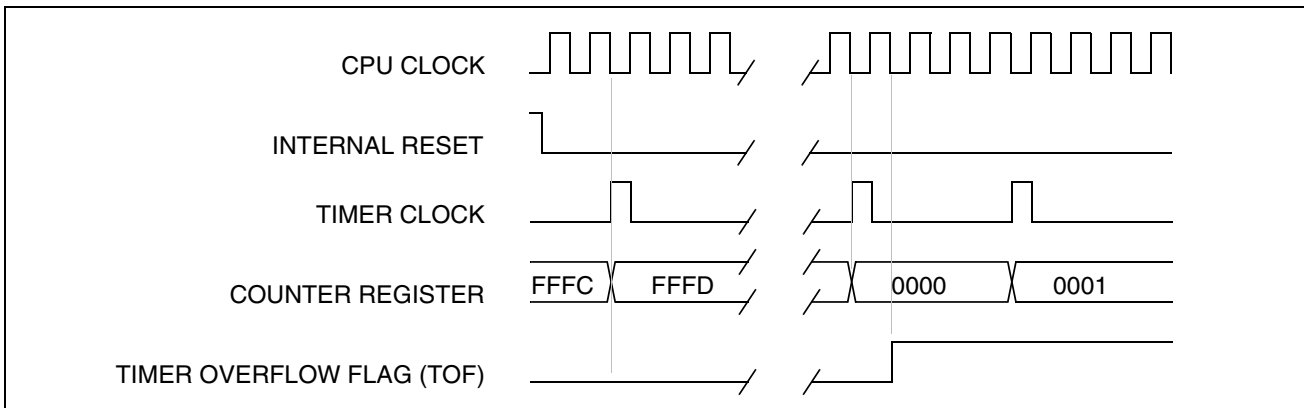 CPU CLOCK
INTERNAL RESET
TIMER CLOCK
COUNTER REGISTER
FFFC FFFD 0000 0001
TIMER OVERFLOW FLAG (TOF)